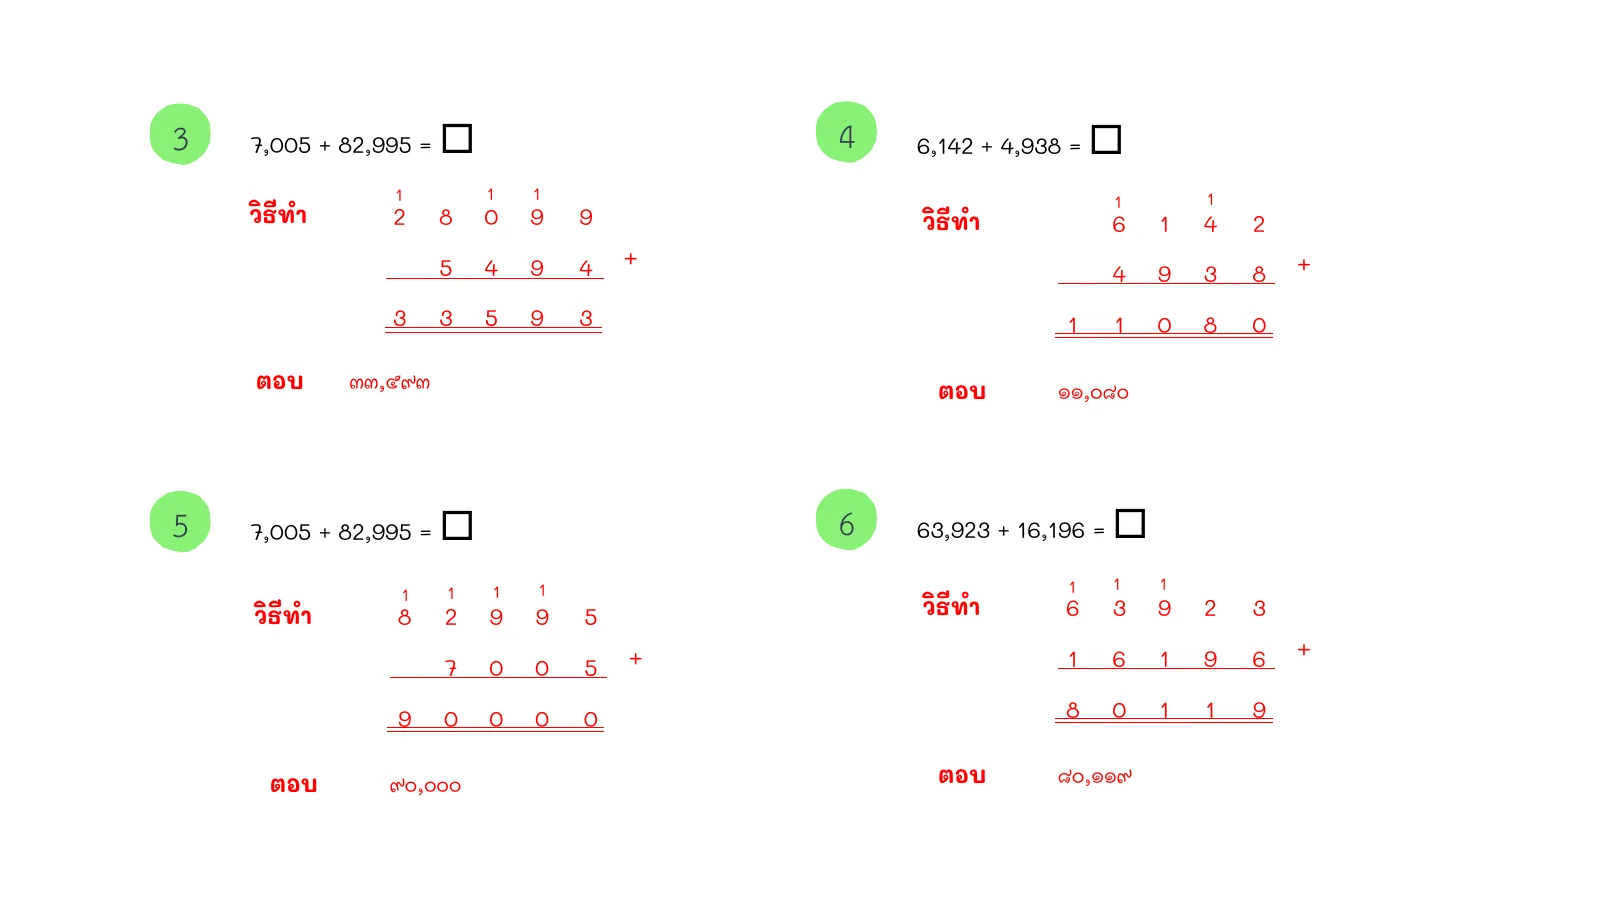 3
7,005 + 82,995 = □
วิธีทำ
1 1 1
2 8 0 9 9
5 4 9 4 +
3 3 5 9 3
ตอบ ๓๓,๕๙๓
4
6,142 + 4,938 = □
วิธีทำ
1 1
6 1 4 2
4 9 3 8 +
1 1 0 8 0
ตอบ ๑๑,๐๘๐
5
7,005 + 82,995 = □
วิธีทำ
1 1 1 1
8 2 9 9 5
7 0 0 5 +
9 0 0 0 0
ตอบ ๙๐,๐๐๐
6
63,923 + 16,196 = □
วิธีทำ
1 1 1
6 3 9 2 3
1 6 1 9 6 +
8 0 1 1 9
ตอบ ๘๐,๑๑๙